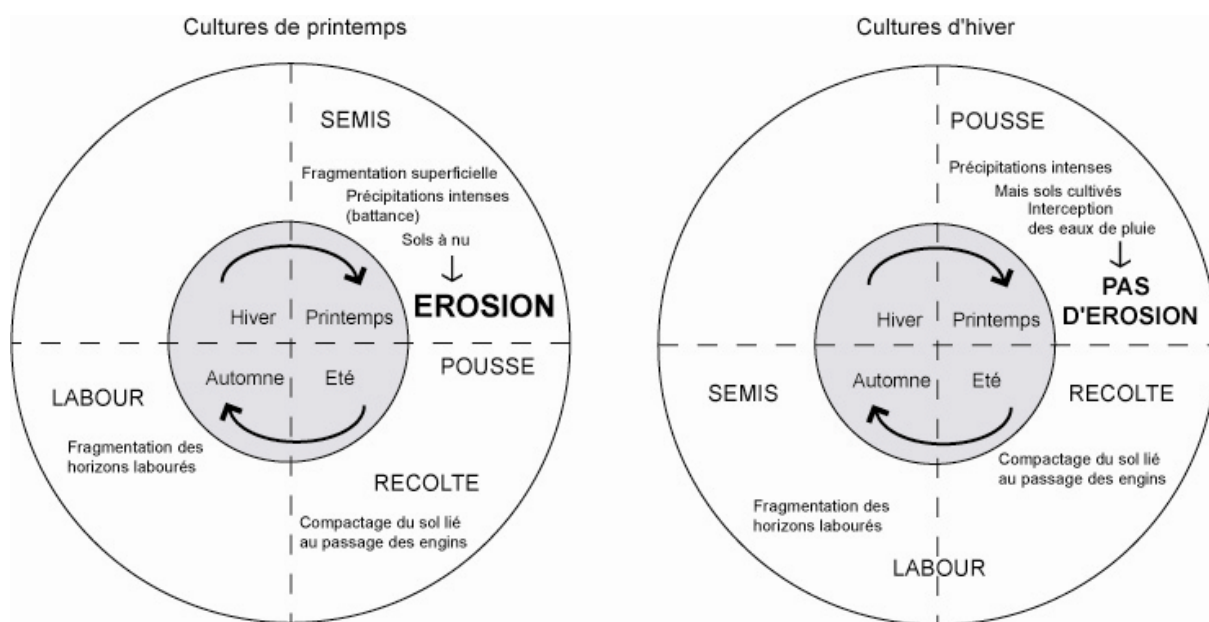 Cultures de printemps
SEMIS
Fragmentation superficielle
Précipitations intenses
(battance)
Sols à nu
EROSION
Hiver
Printemps
Automne
Eté
POUSSE
LABOUR
Fragmentation des
horizons labourés
RECOLTE
Compactage du sol lié
au passage des engins
Cultures d'hiver
POUSSE
Précipitations intenses
Mais sols cultivés
Interception
des eaux de pluie
PAS
D'EROSION
Hiver
Printemps
Automne
Eté
SEMIS
RECOLTE
Compactage du sol lié
au passage des engins
Fragmentation des
horizons labourés
LABOUR